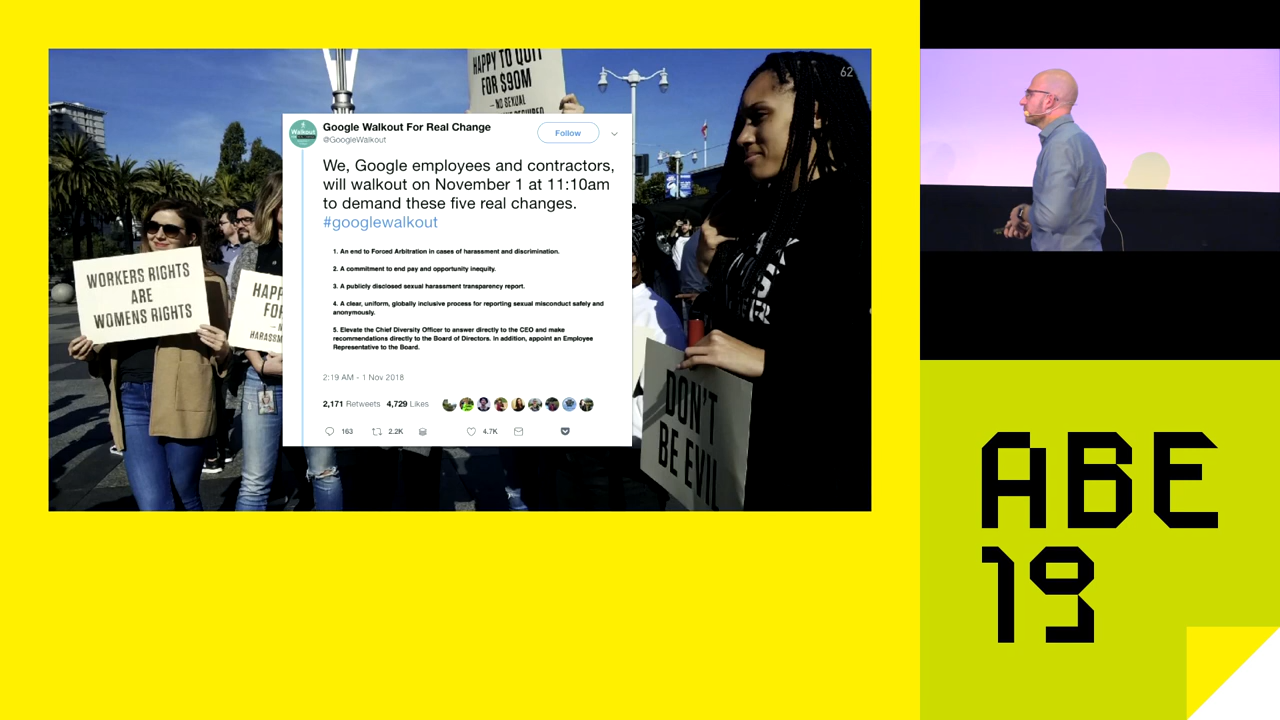 62
HAPPY TO QUIT
FOR $90M
— NO SEXUAL
Walkout
Google Walkout For Real Change
@GoogleWalkout
Follow
We, Google employees and contractors,
will walkout on November 1 at 11:10am
to demand these five real changes.
#googlewalkout
1. An end to Forced Arbitration in cases of harassment and discrimination.
2. A commitment to end pay and opportunity inequity.
3. A publicly disclosed sexual harassment transparency report.
4. A clear, uniform, globally inclusive process for reporting sexual misconduct safely and
anonymously.
5. Elevate the Chief Diversity Officer to answer directly to the CEO and make
recommendations directly to the Board of Directors. In addition, appoint an Employee
Representative to the Board.
2:19 AM - 1 Nov 2018
2,171 Retweets 4,729 Likes
163 2.2K 4.7K
WORKERS RIGHTS
ARE
WOMENS RIGHTS
DON'T
BE EVIL
ABE
19